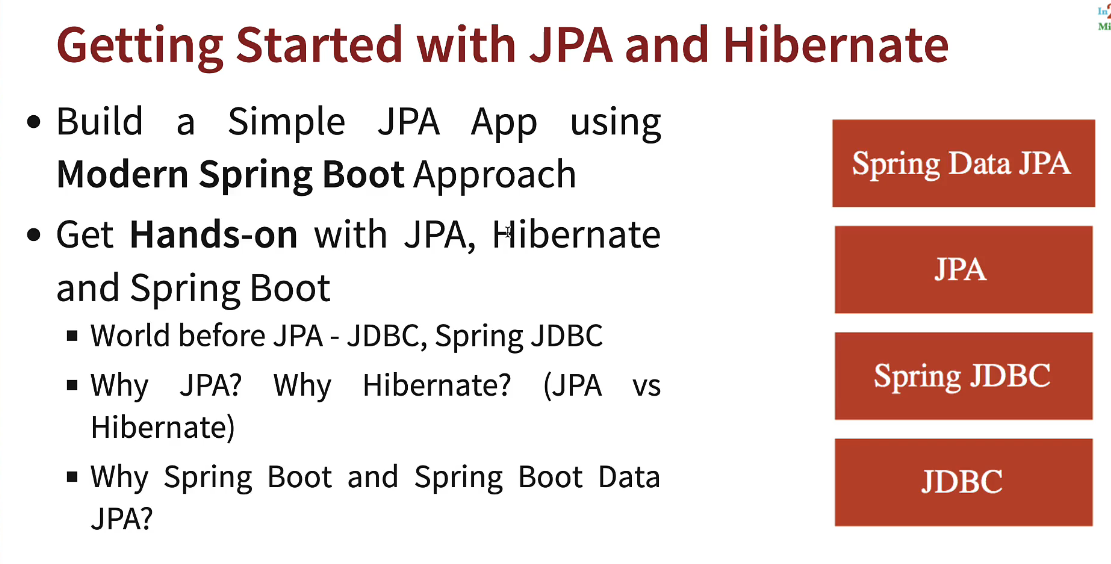 Getting Started with JPA and Hibernate
Build a Simple JPA App using
Modern Spring Boot Approach
Get Hands-on with JPA, Hibernate
and Spring Boot
World before JPA - JDBC, Spring JDBC
Why JPA? Why Hibernate? (JPA vs
Hibernate)
Why Spring Boot and Spring Boot Data
JPA?
Spring Data JPA
JPA
Spring JDBC
JDBC